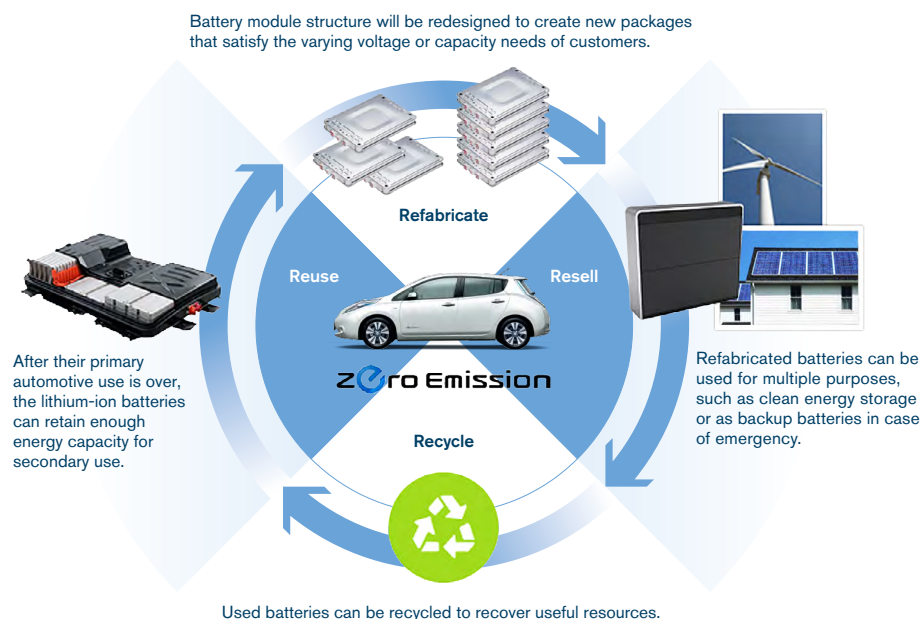 Battery module structure will be redesigned to create new packages
that satisfy the varying voltage or capacity needs of customers.
Refabricate
Reuse
Resell
zero Emission
After their primary
automotive use is over,
the lithium-ion batteries
can retain enough
energy capacity for
secondary use.
Refabricated batteries can be
used for multiple purposes,
such as clean energy storage
or as backup batteries in case
of emergency.
Recycle
Used batteries can be recycled to recover useful resources.